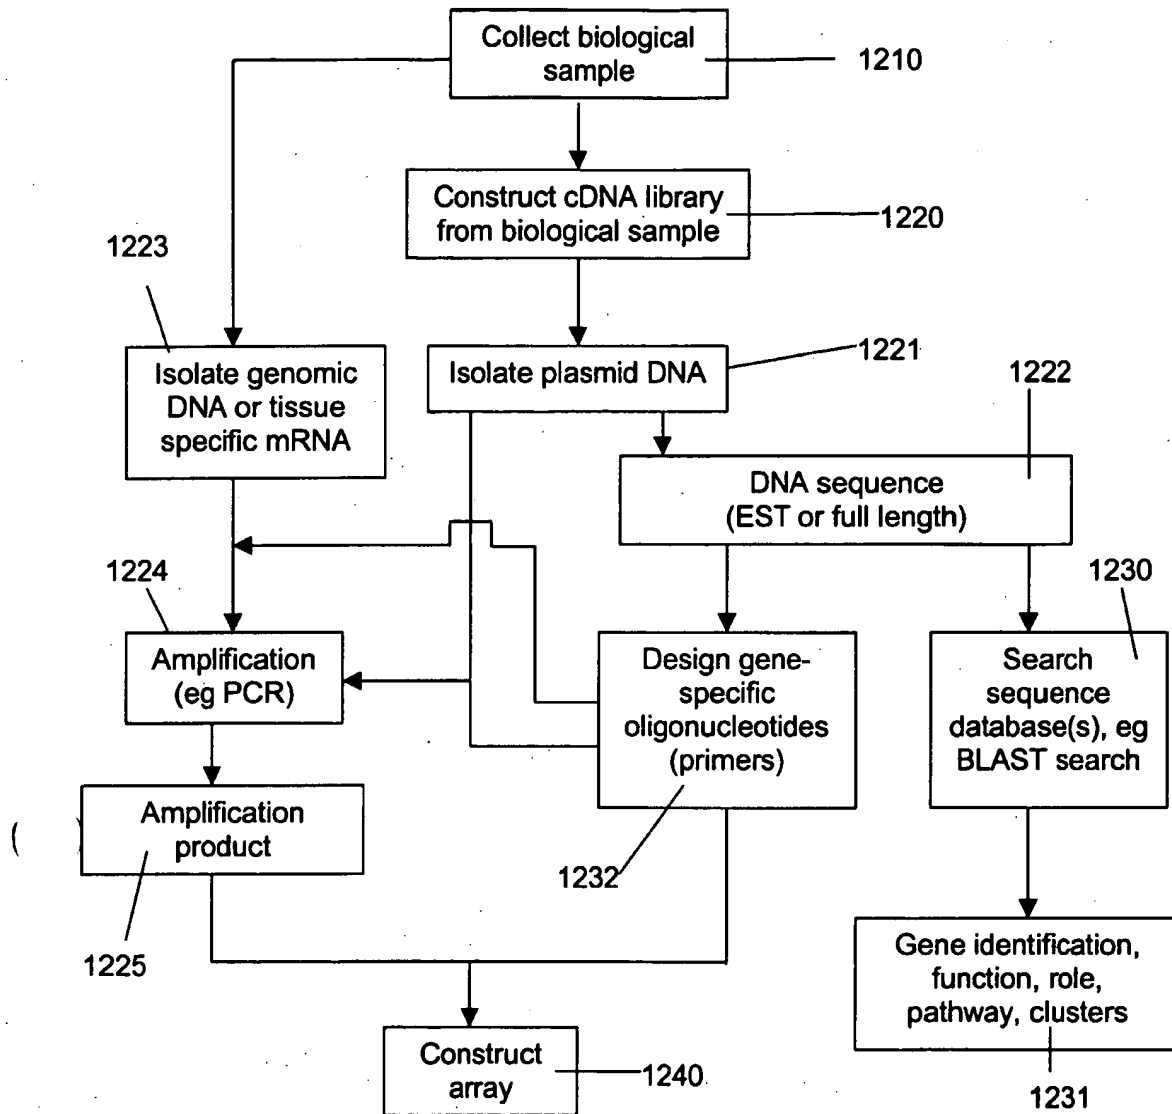 Collect biological
sample
1210
Construct cDNA library
from biological sample
1220
1223
Isolate genomic
DNA or tissue
specific mRNA
Isolate plasmid DNA
1221
1222
DNA sequence
(EST or full length)
1224
Amplification
(eg PCR)
Design gene-
specific
oligonucleotides
(primers)
1230
Search
sequence
database(s), eg
BLAST search
Amplification
product
1232
1225
Gene identification,
function, role,
pathway, clusters
Construct
array
1240
1231